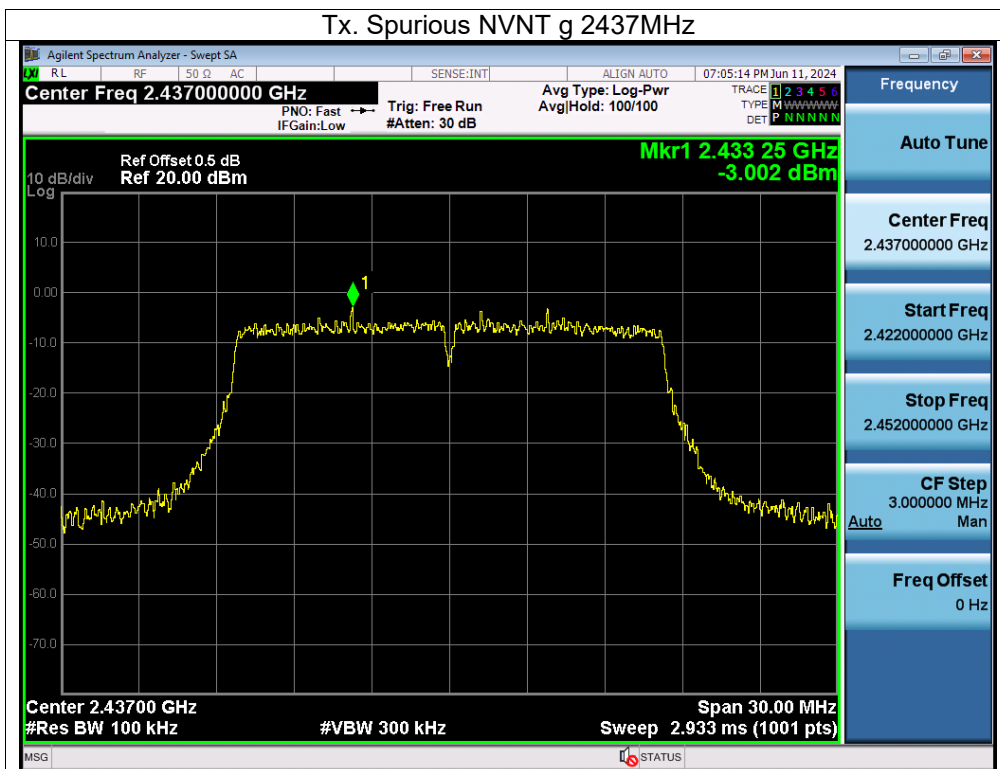 Tx. Spurious NVNT g 2437MHz
Agilent Spectrum Analyzer - Swept SA
LXI RL RF 50 Ω AC SENSE:INT ALIGN AUTO 07:05:14 PM Jun 11, 2024
Center Freq 2.437000000 GHz
PNO: Fast
IFGain:Low
Trig: Free Run
#Atten: 30 dB
Avg Type: Log-Pwr
Avg|Hold: 100/100
TRACE 1 2 3 4 5 6
TYPE M WWWWW
DET P N N N N N
Mkr1 2.433 25 GHz
-3.002 dBm
Ref Offset 0.5 dB
10 dB/div Ref 20.00 dBm
Log
10.0
0.00
-10.0
-20.0
-30.0
-40.0
-50.0
-60.0
-70.0
1
Center 2.43700 GHz Span 30.00 MHz
#Res BW 100 kHz #VBW 300 kHz Sweep 2.933 ms (1001 pts)
MSG STATUS
Frequency
Auto Tune
Center Freq
2.437000000 GHz
Start Freq
2.422000000 GHz
Stop Freq
2.452000000 GHz
CF Step
3.000000 MHz
Auto Man
Freq Offset
0 Hz